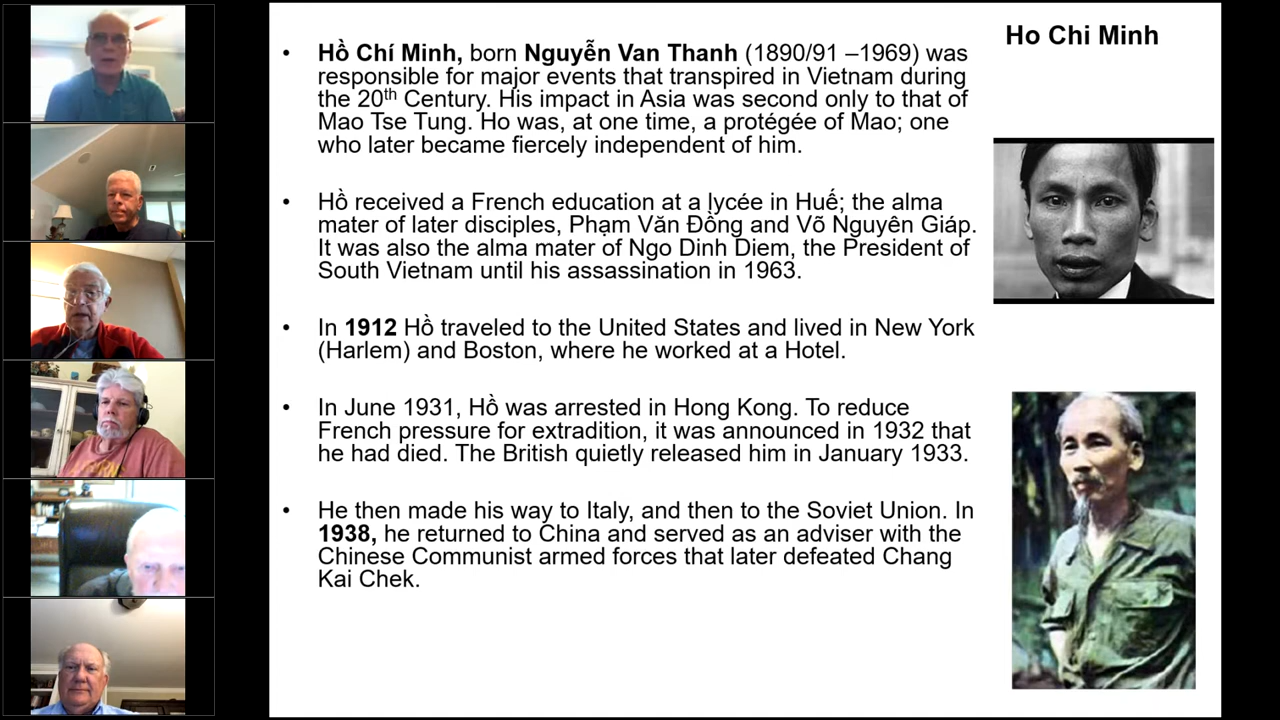 Ho Chi Minh
• Hồ Chí Minh, born Nguyễn Van Thanh (1890/91 –1969) was
responsible for major events that transpired in Vietnam during
the 20th Century. His impact in Asia was second only to that of
Mao Tse Tung. Ho was, at one time, a protégée of Mao; one
who later became fiercely independent of him.
• Hồ received a French education at a lycée in Huế; the alma
mater of later disciples, Phạm Văn Đồng and Võ Nguyên Giáp.
It was also the alma mater of Ngo Dinh Diem, the President of
South Vietnam until his assassination in 1963.
• In 1912 Hồ traveled to the United States and lived in New York
(Harlem) and Boston, where he worked at a Hotel.
• In June 1931, Hồ was arrested in Hong Kong. To reduce
French pressure for extradition, it was announced in 1932 that
he had died. The British quietly released him in January 1933.
• He then made his way to Italy, and then to the Soviet Union. In
1938, he returned to China and served as an adviser with the
Chinese Communist armed forces that later defeated Chang
Kai Chek.